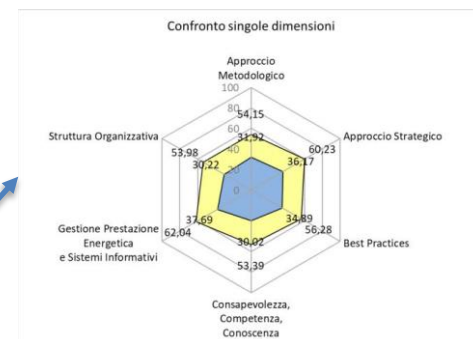 Confronto singole dimensioni
Approccio
Metodologico
100
80
54,15
60
31,92
40
20
0
Struttura Organizzativa
53,98
30,22
60,23
Approccio Strategico
36,17
Gestione Prestazione
Energetica
e Sistemi Informativi
37,69
62,04
34,89
56,28
Best Practices
30,02
53,39
Consapevolezza,
Competenza,
Conoscenza